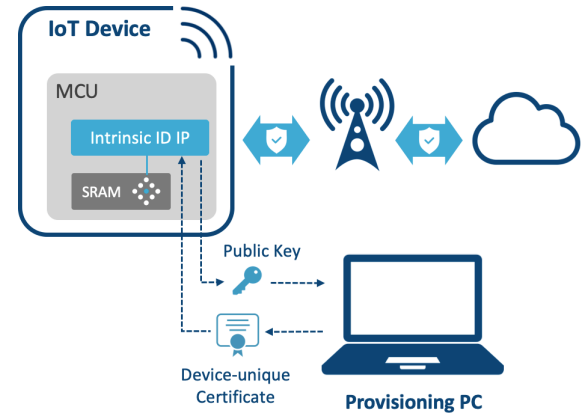 IoT Device
MCU
Intrinsic ID IP
SRAM
Public Key
Device-unique
Certificate
Provisioning PC